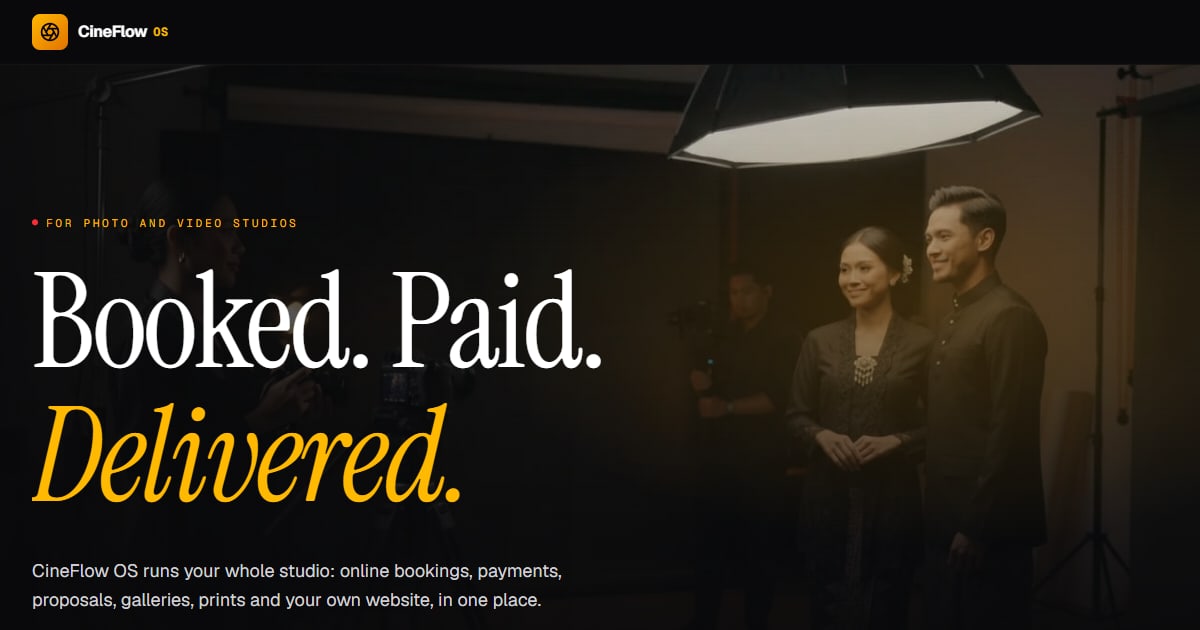 CineFlow OS
FOR PHOTO AND VIDEO STUDIOS
Booked. Paid.
Delivered.
CineFlow OS runs your whole studio: online bookings, payments,
proposals, galleries, prints and your own website, in one place.